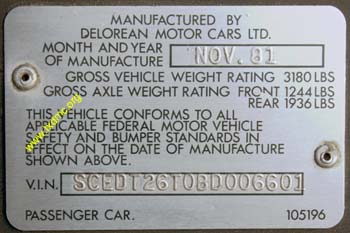 MANUFACTURED BY
DELOREAN MOTOR CARS LTD.
MONTH AND YEAR
OF MANUFACTURE NOV. 81
GROSS VEHICLE WEIGHT RATING 3180 LBS
GROSS AXLE WEIGHT RATING FRONT 1244 LBS
REAR 1936 LBS
THIS VEHICLE CONFORMS TO ALL
APPLICABLE FEDERAL MOTOR VEHICLE
SAFETY AND BUMPER STANDARDS IN
EFFECT ON THE DATE OF MANUFACTURE
SHOWN ABOVE.
V.I.N. SCEDT26T0BD006601
PASSENGER CAR. 105196